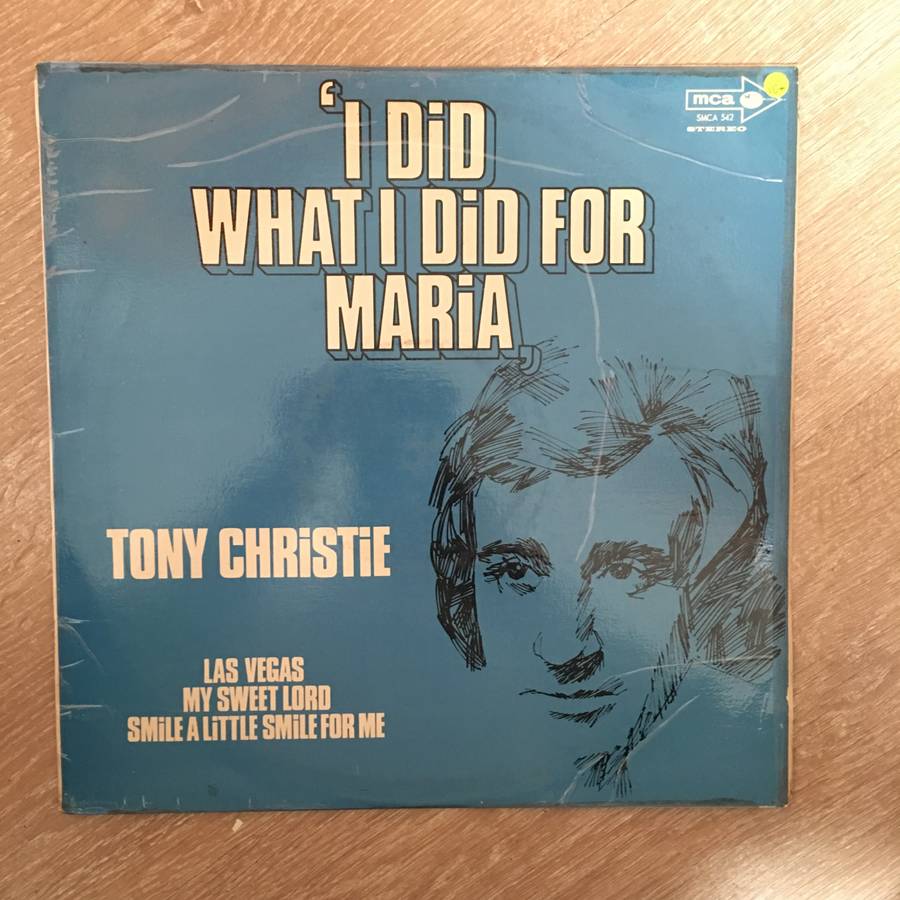 ‘I DiD
WHAT I DiD FOR
MARiA’
mca
SMCA 542
STEREO
TONY CHRiSTiE
LAS VEGAS
MY SWEET LORD
SMiLE A LiTTLE SMiLE FOR ME